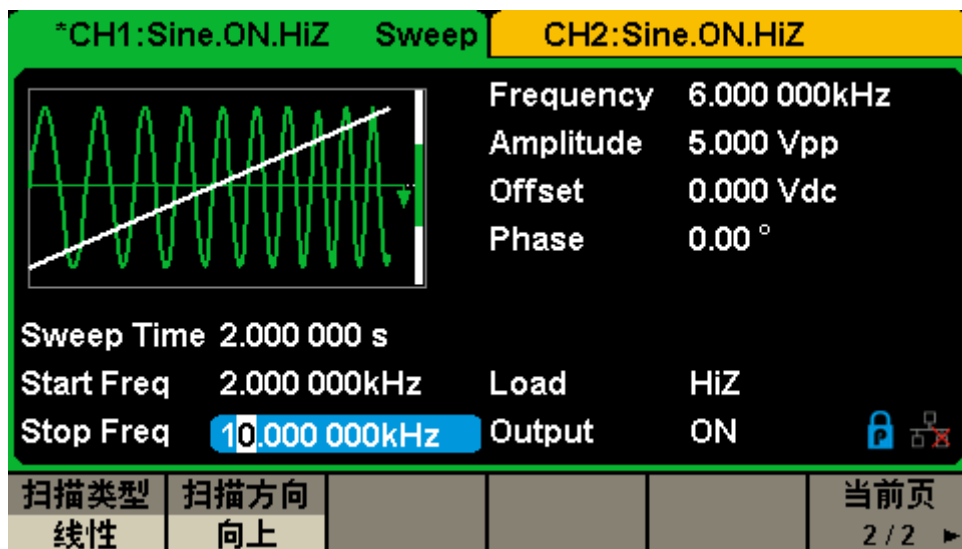 *CH1:Sine.ON.HiZ Sweep CH2:Sine.ON.HiZ
Frequency 6.000 000kHz
Amplitude 5.000 Vpp
Offset 0.000 Vdc
Phase 0.00 °
Sweep Time 2.000 000 s
Start Freq 2.000 000kHz Load HiZ
Stop Freq 10.000 000kHz Output ON P
扫描类型 扫描方向 当前页
线性 向上 2/2 ►